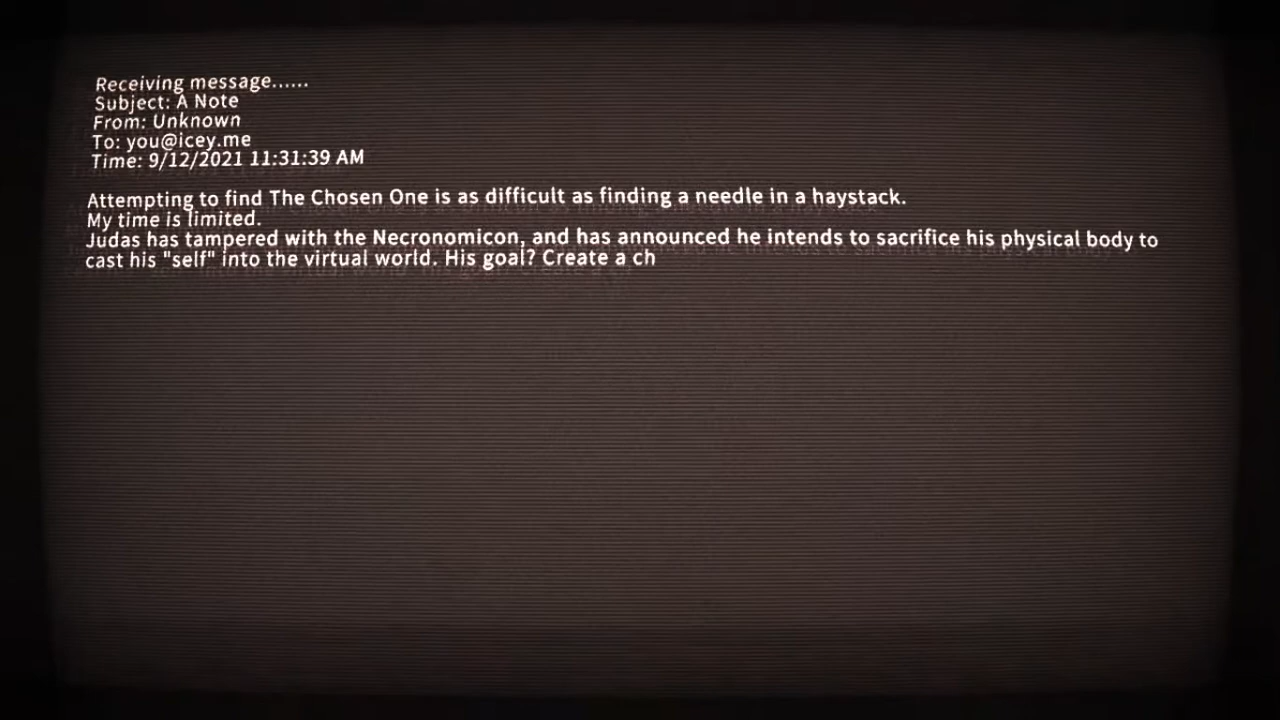 Receiving message......
Subject: A Note
From: Unknown
To: you@icey.me
Time: 9/12/2021 11:31:39 AM
Attempting to find The Chosen One is as difficult as finding a needle in a haystack.
My time is limited.
Judas has tampered with the Necronomicon, and has announced he intends to sacrifice his physical body to
cast his "self" into the virtual world. His goal? Create a ch